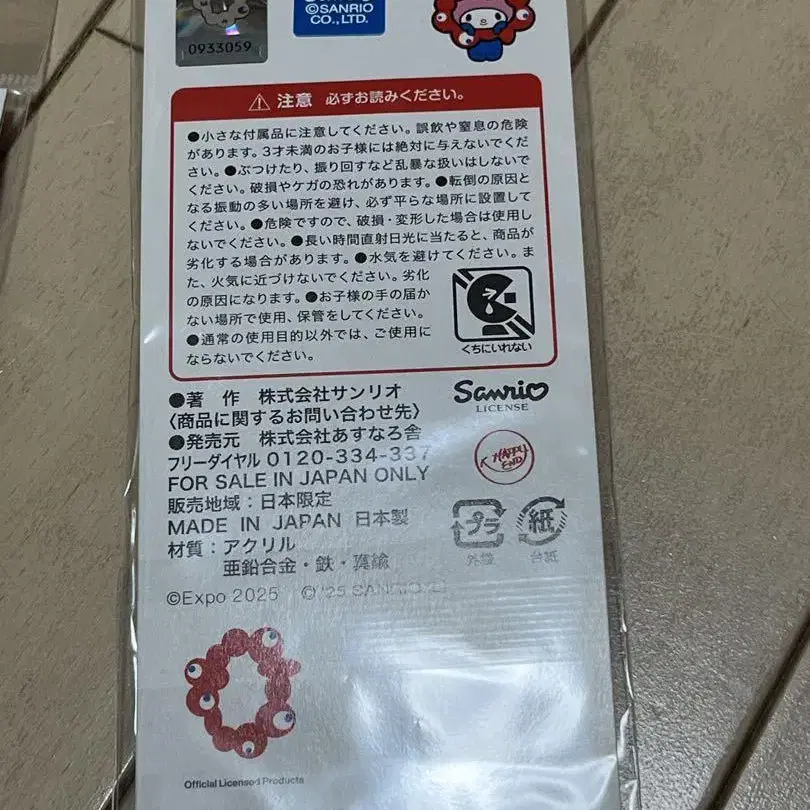 0933059
©SANRIO
CO., LTD.
⚠ 注意 必ずお読みください。
●小さな付属品に注意してください。誤飲や窒息の危険
があります。3才未満のお子様には絶対に与えないでくだ
さい。●ぶつけたり、振り回すなど乱暴な扱いはしないで
ください。破損やケガの恐れがあります。●転倒の原因と
なる振動の多い場所を避け、必ず平らな場所に設置して
ください。●危険ですので、破損・変形した場合は使用し
ないでください。●長い時間直射日光に当たると、商品が
劣化する場合があります。●水気を避けてください。ま
た、火気に近づけないでください。劣化
の原因になります。●お子様の手の届か
ない場所で使用、保管をしてください。
●通常の使用目的以外では、ご使用に
ならないでください。
くちにいれない
●著 作 株式会社サンリオ
〈商品に関するお問い合わせ先〉
●発売元 株式会社あすなろ舎
フリーダイヤル 0120-334-337
FOR SALE IN JAPAN ONLY
販売地域：日本限定
MADE IN JAPAN 日本製
材質：アクリル
亜鉛合金・鉄・真鍮
Sanrio
LICENSE
HAPPY
END
プラ
外袋
紙
台紙
©Expo 2025 ©'25 SANRIO
Official Licensed Products